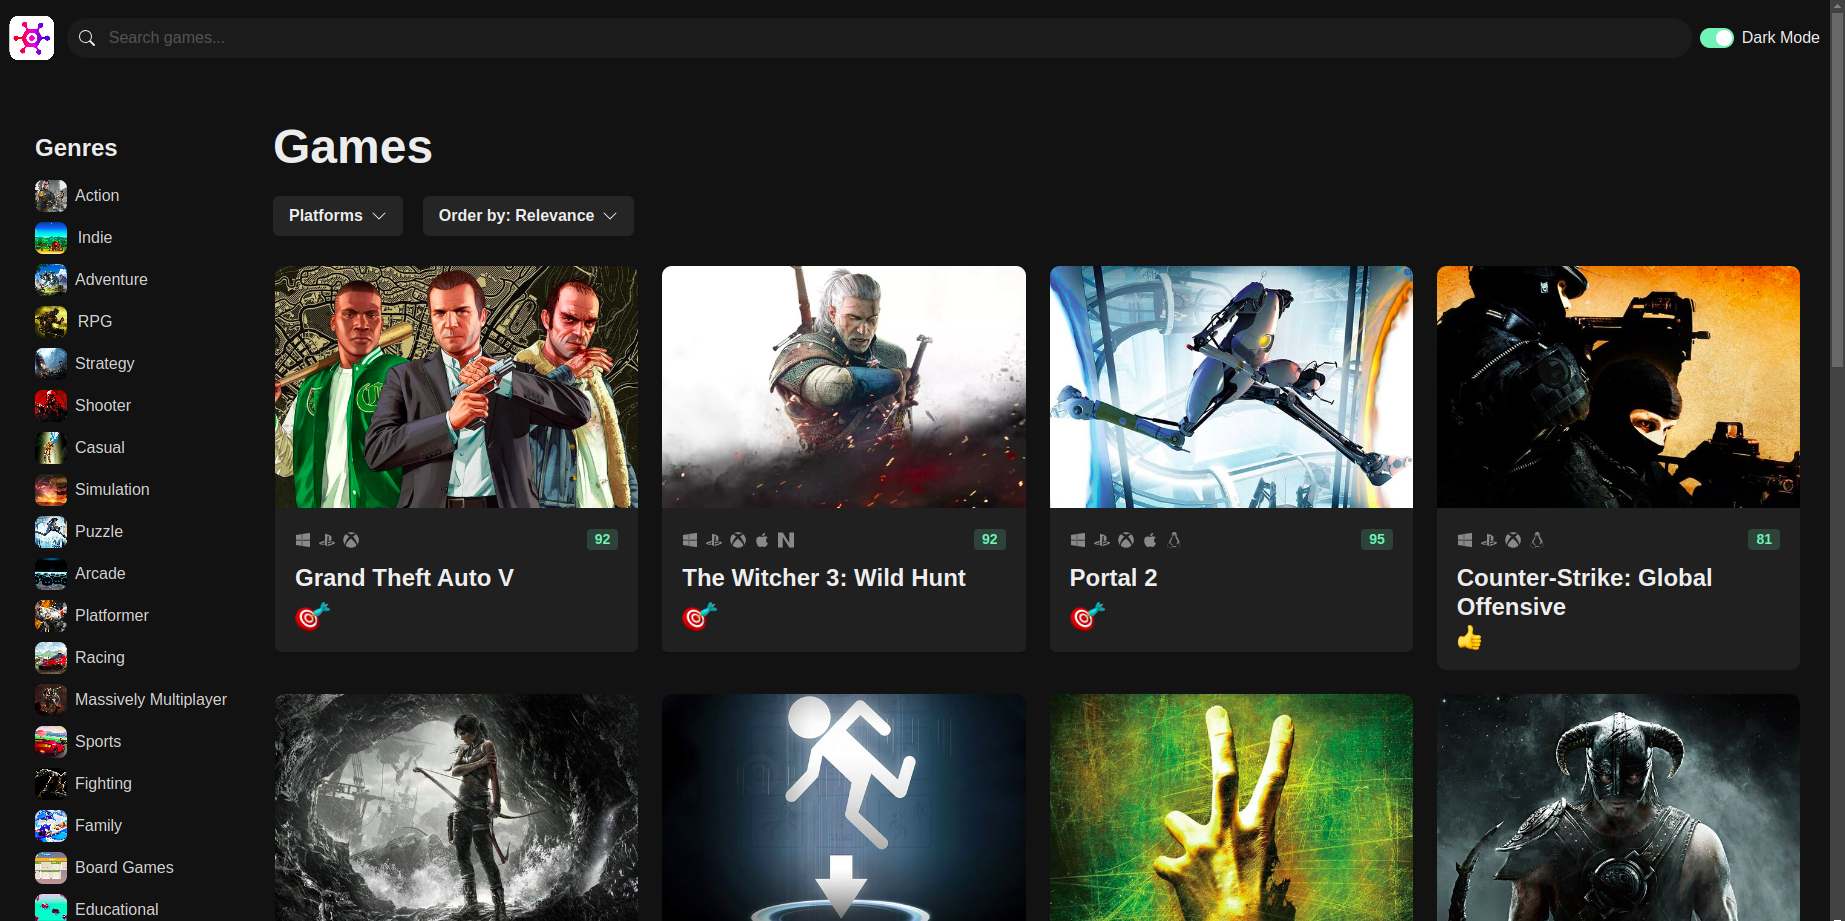 Search games...
Dark Mode
Genres
Action
Indie
Adventure
RPG
Strategy
Shooter
Casual
Simulation
Puzzle
Arcade
Platformer
Racing
Massively Multiplayer
Sports
Fighting
Family
Board Games
Educational
Games
Platforms
Order by: Relevance
92
Grand Theft Auto V
92
The Witcher 3: Wild Hunt
95
Portal 2
81
Counter-Strike: Global
Offensive